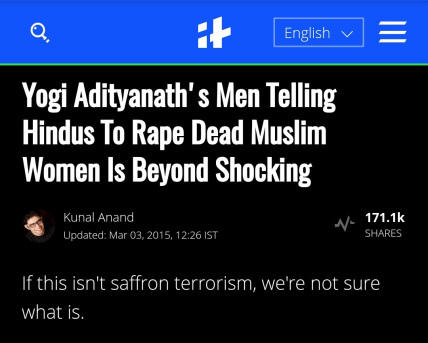 English
Yogi Adityanath's Men Telling
Hindus To Rape Dead Muslim
Women Is Beyond Shocking
Kunal Anand
Updated: Mar 03, 2015, 12:26 IST
171.1k
SHARES
If this isn't saffron terrorism, we're not sure
what is.